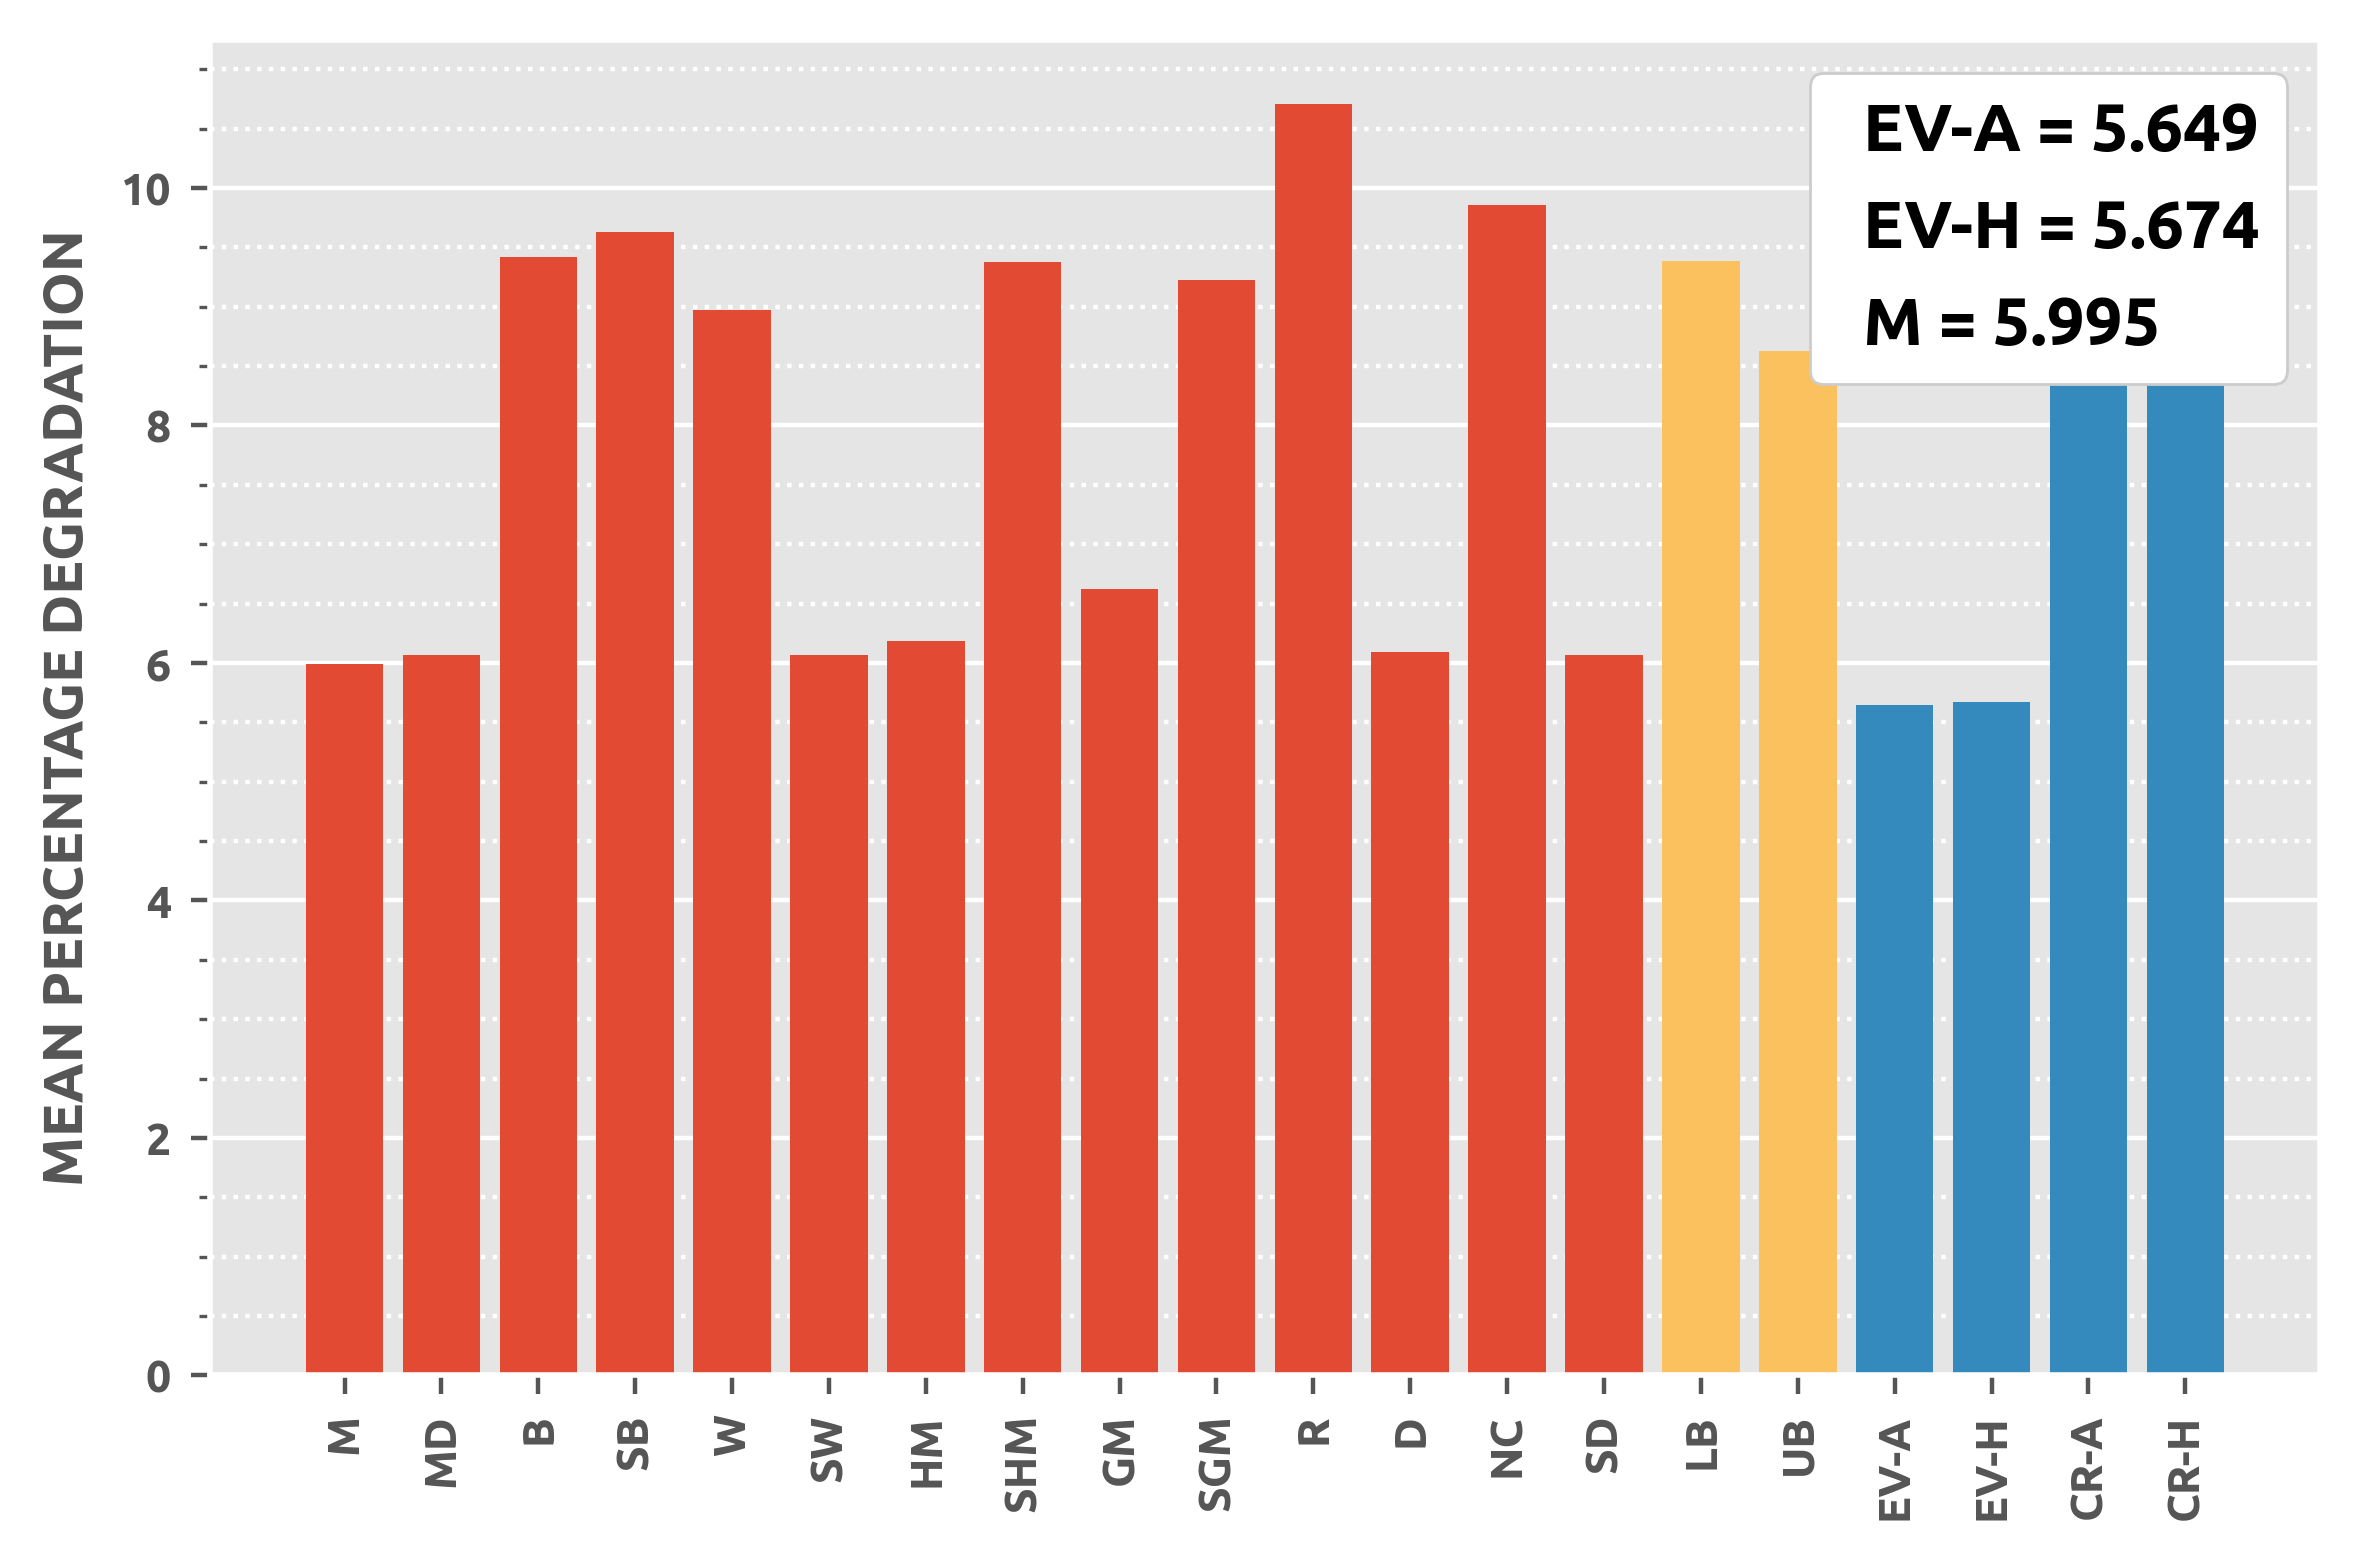 MEAN PERCENTAGE DEGRADATION
10
8
6
4
2
0
EV-A = 5.649
EV-H = 5.674
M = 5.995
M
MD
B
SB
W
SW
HM
SHM
GM
SGM
R
D
NC
SD
LB
UB
EV-A
EV-H
CR-A
CR-H